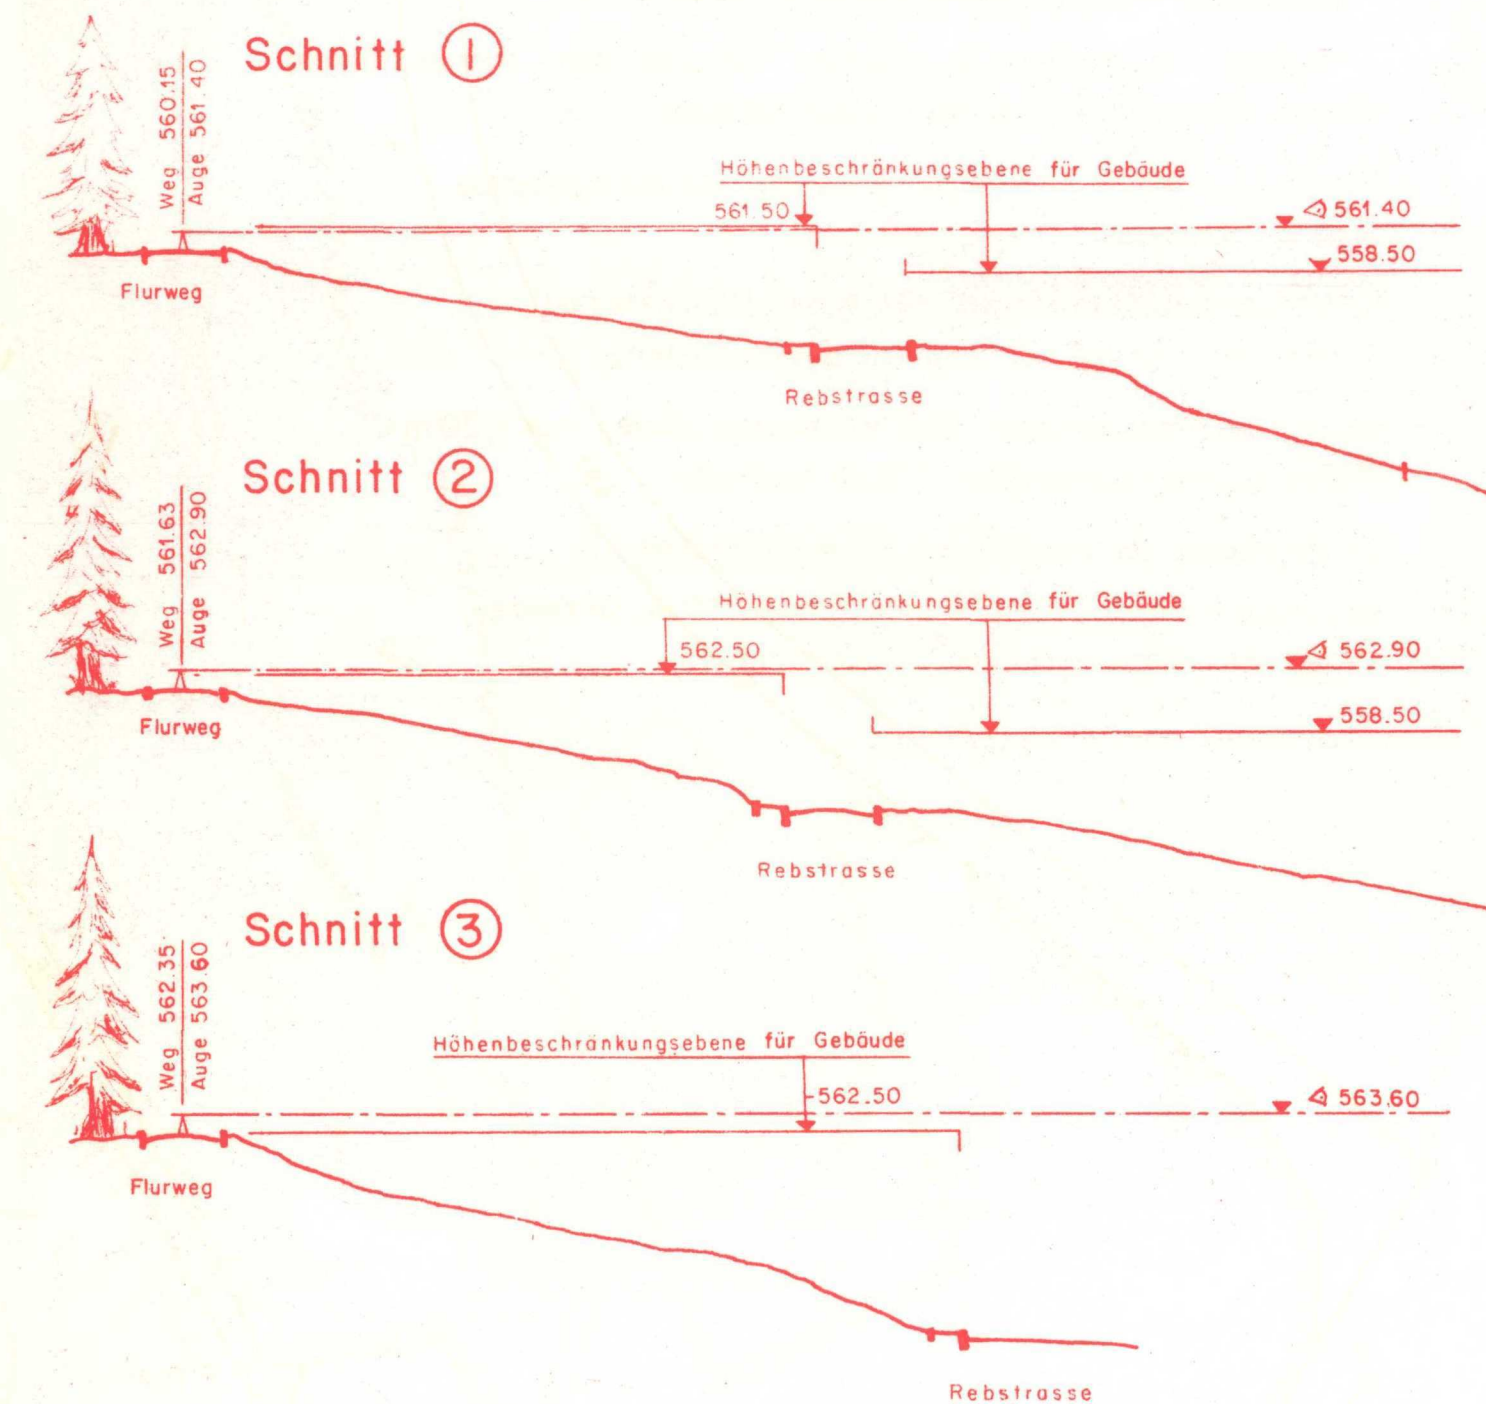 Schnitt 1
Weg 560.15
Auge 561.40
Höhenbeschränkungsebene für Gebäude
561.50
561.40
558.50
Flurweg
Rebstrasse
Schnitt 2
Weg 561.63
Auge 562.90
Höhenbeschränkungsebene für Gebäude
562.50
562.90
558.50
Flurweg
Rebstrasse
Schnitt 3
Weg 562.35
Auge 563.60
Höhenbeschränkungsebene für Gebäude
562.50
563.60
Flurweg
Rebstrasse